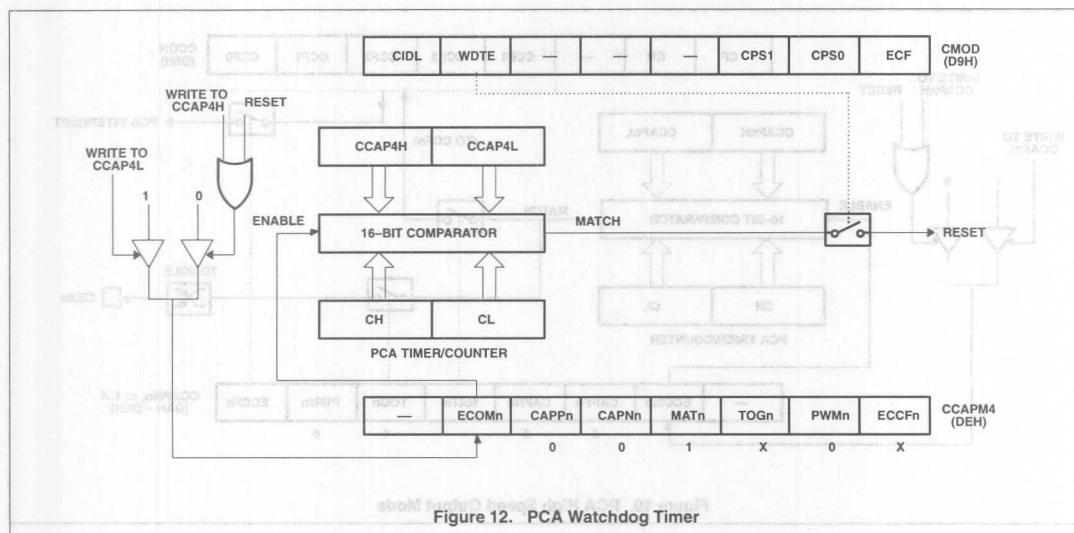 CIDL WDTE — — — CPS1 CPS0 ECF
CMOD
(D9H)
WRITE TO
CCAP4H
RESET
WRITE TO
CCAP4L
1
0
CCAP4H CCAP4L
ENABLE
16–BIT COMPARATOR
MATCH
RESET
CH CL
PCA TIMER/COUNTER
— ECOMn CAPPn CAPNn MATn TOGn PWMn ECCFn
CCAPM4
(DEH)
0 0 1 X 0 X
Figure 12. PCA Watchdog Timer